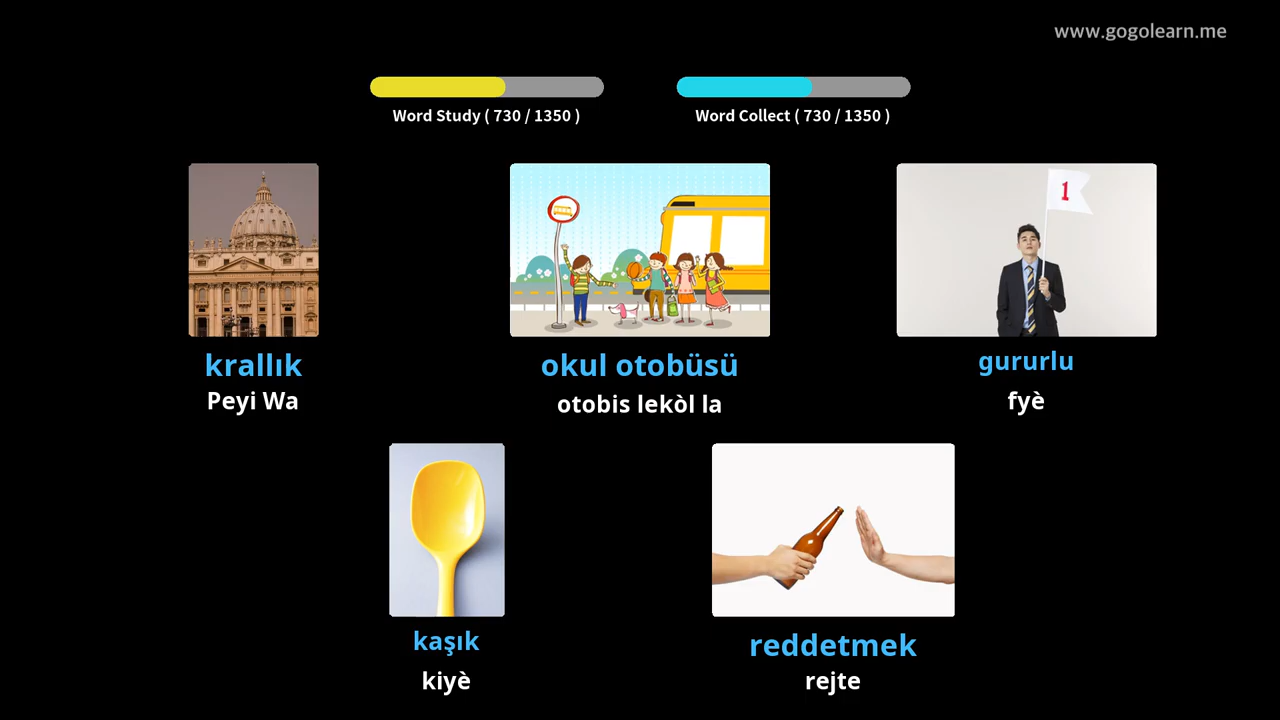 www.gogolearn.me
Word Study ( 730 / 1350 )
Word Collect ( 730 / 1350 )
krallık
Peyi Wa
okul otobüsü
otobis lekòl la
1
gururlu
fyè
kaşık
kiyè
reddetmek
rejte